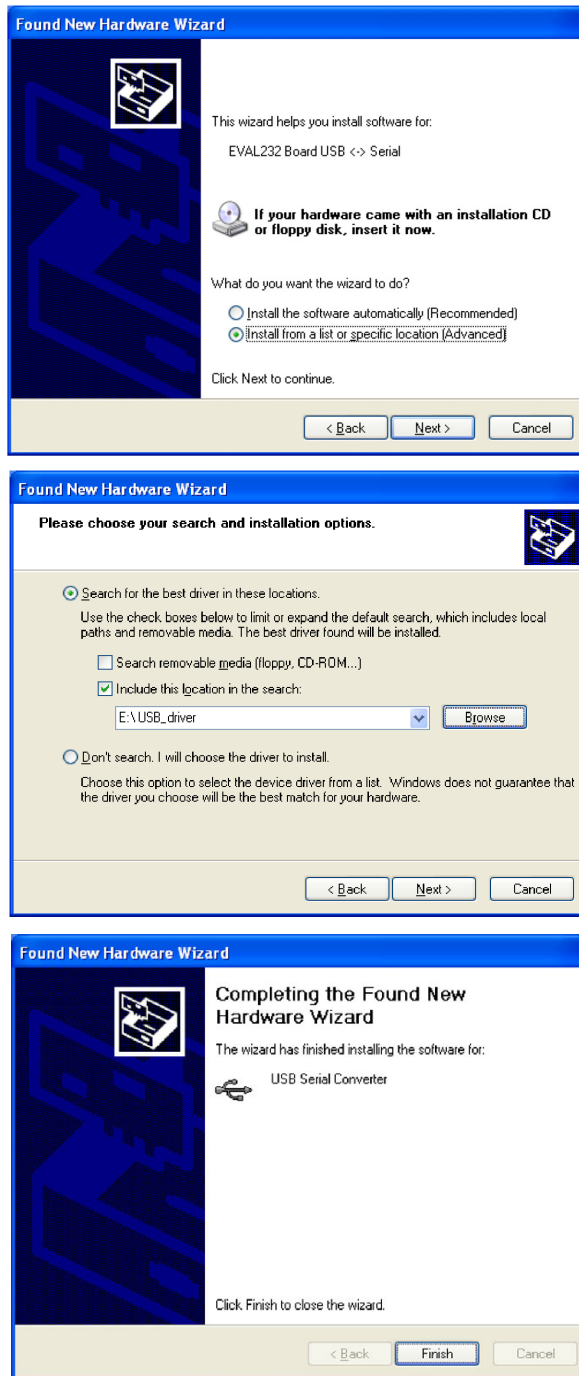 Found New Hardware Wizard
This wizard helps you install software for:
EVAL232 Board USB <-> Serial
If your hardware came with an installation CD
or floppy disk, insert it now.
What do you want the wizard to do?
Install the software automatically (Recommended)
Install from a list or specific location (Advanced)
Click Next to continue.
< Back
Next >
Cancel
Found New Hardware Wizard
Please choose your search and installation options.
Search for the best driver in these locations.
Use the check boxes below to limit or expand the default search, which includes local
paths and removable media. The best driver found will be installed.
Search removable media (floppy, CD-ROM...)
Include this location in the search:
E:\USB_driver
Browse
Don't search. I will choose the driver to install.
Choose this option to select the device driver from a list. Windows does not guarantee that
the driver you choose will be the best match for your hardware.
< Back
Next >
Cancel
Found New Hardware Wizard
Completing the Found New
Hardware Wizard
The wizard has finished installing the software for:
USB Serial Converter
Click Finish to close the wizard.
< Back
Finish
Cancel